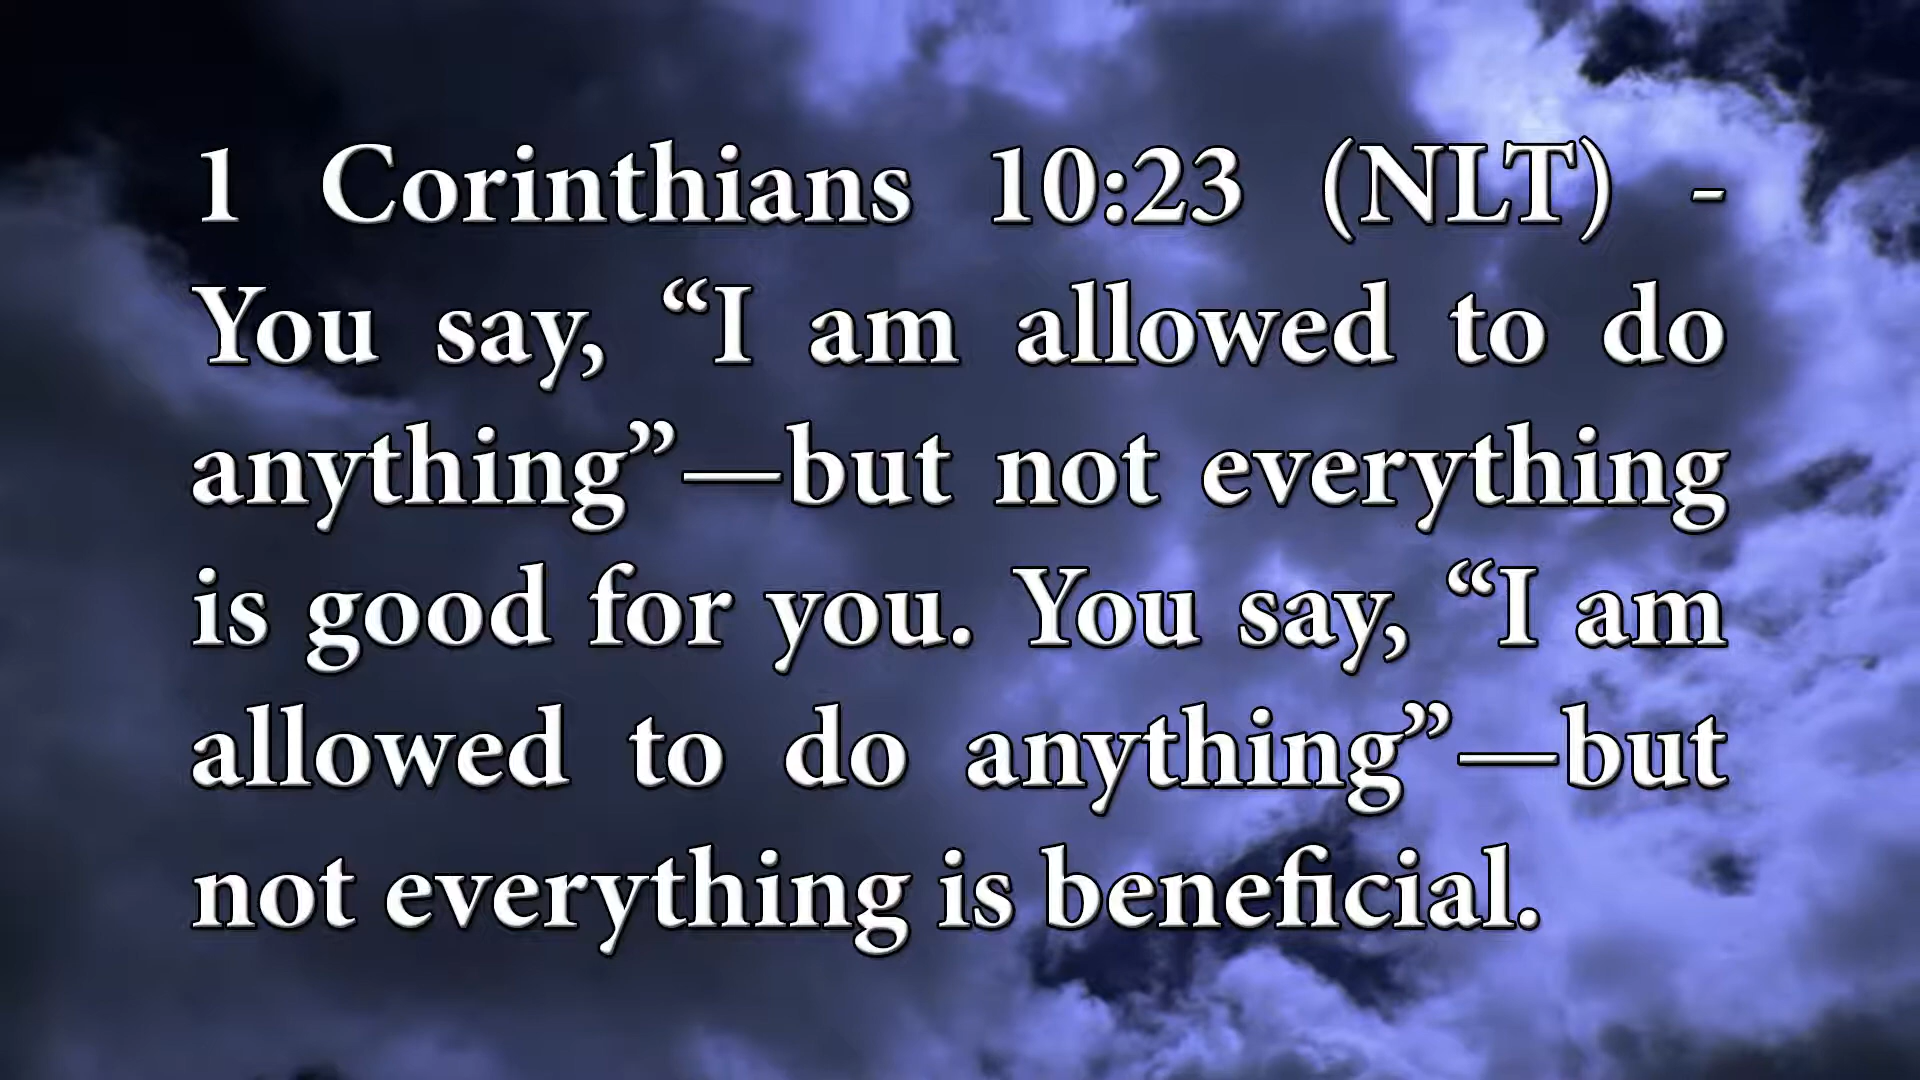 1 Corinthians 10:23 (NLT) -
You say, “I am allowed to do
anything”—but not everything
is good for you. You say, “I am
allowed to do anything”—but
not everything is beneficial.